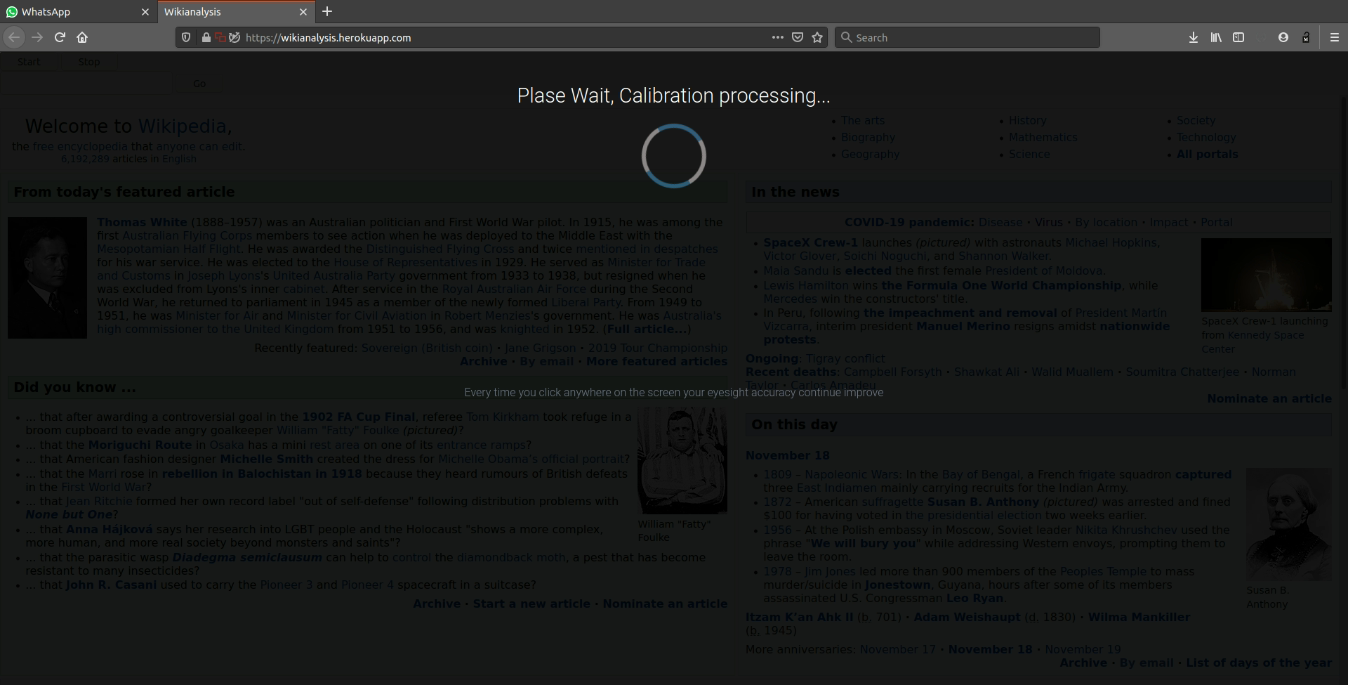 WhatsApp
Wikianalysis
https://wikianalysis.herokuapp.com
Search
Start Stop
Go
Plase Wait, Calibration processing...
Welcome to Wikipedia,
the free encyclopedia that anyone can edit.
6,192,289 articles in English
The arts
Biography
Geography
History
Mathematics
Science
Society
Technology
All portals
From today's featured article
Thomas White (1888–1957) was an Australian politician and First World War pilot. In 1915, he was among the
first Australian Flying Corps members to see action when he was deployed to the Middle East with the
Mesopotamian Half Flight. He was awarded the Distinguished Flying Cross and twice mentioned in despatches
for his war service. He was elected to the House of Representatives in 1929. He served as Minister for Trade
and Customs in Joseph Lyons's United Australia Party government from 1933 to 1938, but resigned when he
was excluded from Lyons's Inner cabinet. After service in the Royal Australian Air Force during the Second
World War, he returned to parliament in 1945 as a member of the newly formed Liberal Party. From 1949 to
1951, he was Minister for Air and Minister for Civil Aviation in Robert Menzies's government. He was Australia's
high commissioner to the United Kingdom from 1951 to 1956, and was knighted in 1952. (Full article...)
Recently featured: Sovereign (British coin) • Jane Grigson • 2019 Tour Championship
Archive • By email • More featured articles
Did you know ...
... that after awarding a controversial goal in the 1902 FA Cup Final, referee Tom Kirkham took refuge in a
broom cupboard to evade angry goalkeeper William "Fatty" Foulke (pictured)?
... that the Moriguchi Route in Osaka has a mini rest area on one of its entrance ramps?
... that American fashion designer Michelle Smith created the dress for Michelle Obama's official portrait?
... that the Marri rose in rebellion in Balochistan in 1918 because they heard rumours of British defeats
in the First World War?
... that Jean Ritchie formed her own record label "out of self-defense" following distribution problems with
None but One?
... that Anna Hájková says her research into LGBT people and the Holocaust "shows a more complex,
more human, and more real society beyond monsters and saints"?
... that the parasitic wasp Diadegma semiclausum can help to control the diamondback moth, a pest that has become
resistant to many insecticides?
... that John R. Casani used to carry the Pioneer 3 and Pioneer 4 spacecraft in a suitcase?
William "Fatty"
Foulke
Archive • Start a new article • Nominate an article
Every time you click anywhere on the screen your eyesight accuracy continue improve
In the news
COVID-19 pandemic: Disease • Virus • By location • Impact • Portal
SpaceX Crew-1 launches (pictured) with astronauts Michael Hopkins,
Victor Glover, Soichi Noguchi, and Shannon Walker.
Maia Sandu is elected the first female President of Moldova.
Lewis Hamilton wins the Formula One World Championship, while
Mercedes win the constructors' title.
In Peru, following the impeachment and removal of President Martín
Vizcarra, interim president Manuel Merino resigns amidst nationwide
protests.
SpaceX Crew-1 launching
from Kennedy Space
Center
Ongoing: Tigray conflict
Recent deaths: Campbell Forsyth • Shawkat Ali • Walid Muallem • Soumitra Chatterjee • Norman
Taylor • Carlos Amadeu
Nominate an article
On this day
November 18
1809 – Napoleonic Wars: In the Bay of Bengal, a French frigate squadron captured
three East Indiamen mainly carrying recruits for the Indian Army.
1872 – American suffragette Susan B. Anthony (pictured) was arrested and fined
$100 for having voted in the presidential election two weeks earlier.
1956 – At the Polish embassy in Moscow, Soviet leader Nikita Khrushchev used the
phrase "We will bury you" while addressing Western envoys, prompting them to
leave the room.
1978 – Jim Jones led more than 900 members of the Peoples Temple to mass
murder/suicide in Jonestown, Guyana, hours after some of its members
assassinated U.S. Congressman Leo Ryan.
Susan B.
Anthony
Itzam K'an Ahk II (b. 701) • Adam Weishaupt (d. 1830) • Wilma Mankiller
(b. 1945)
More anniversaries: November 17 • November 18 • November 19
Archive • By email • List of days of the year